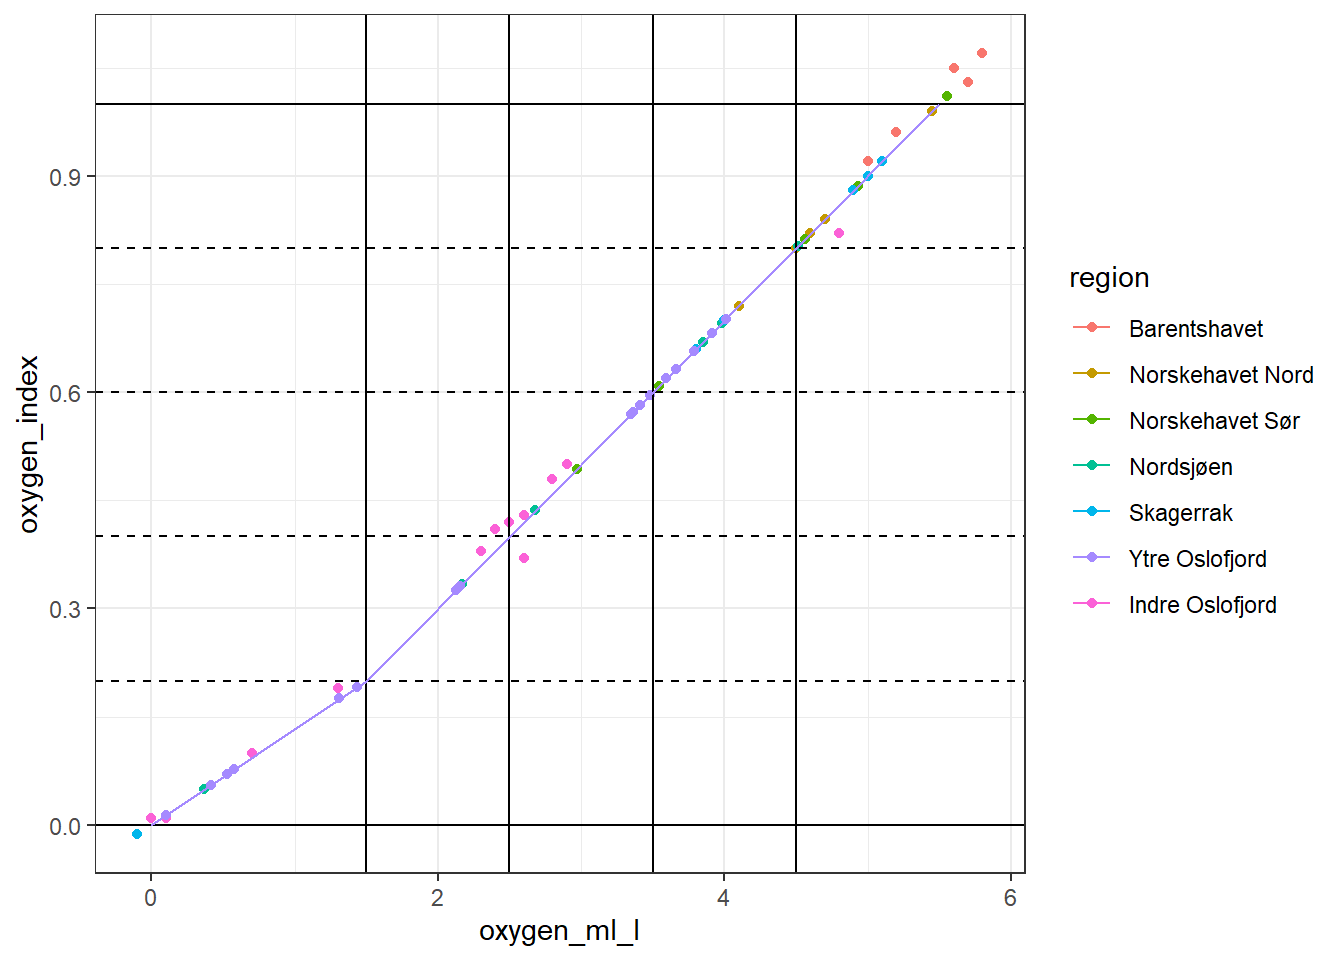 oxygen_index
0.9
0.6
0.3
0.0
0 2 4 6
oxygen_ml_l
region
Barentshavet
Norskehavet Nord
Norskehavet Sør
Nordsjøen
Skagerrak
Ytre Oslofjord
Indre Oslofjord